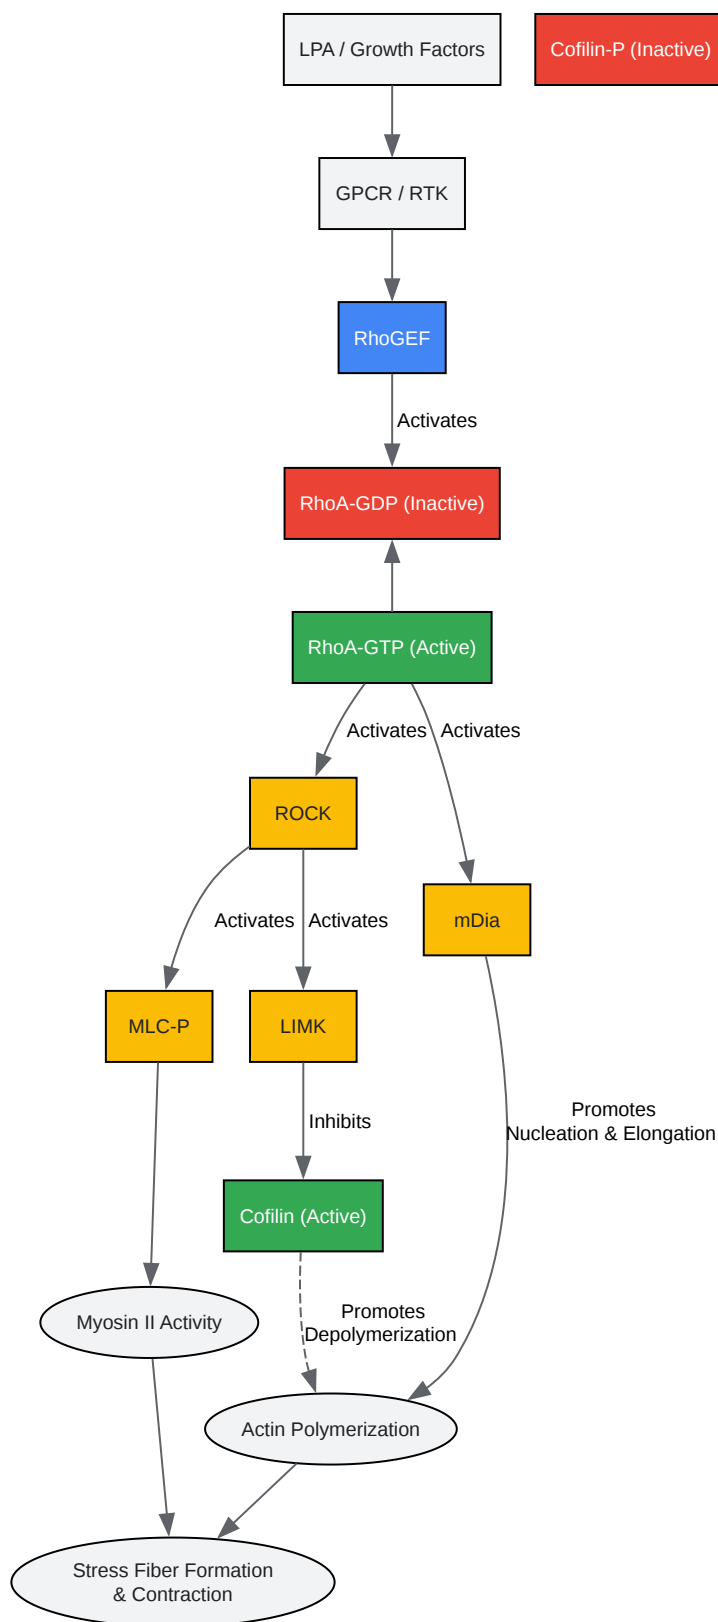 LPA / Growth Factors
Cofilin-P (Inactive)
GPCR / RTK
RhoGEF
Activates
RhoA-GDP (Inactive)
RhoA-GTP (Active)
Activates
Activates
ROCK
mDia
Activates
Activates
MLC-P
LIMK
Promotes
Nucleation & Elongation
Inhibits
Cofilin (Active)
Promotes
Depolymerization
Myosin II Activity
Actin Polymerization
Stress Fiber Formation
& Contraction